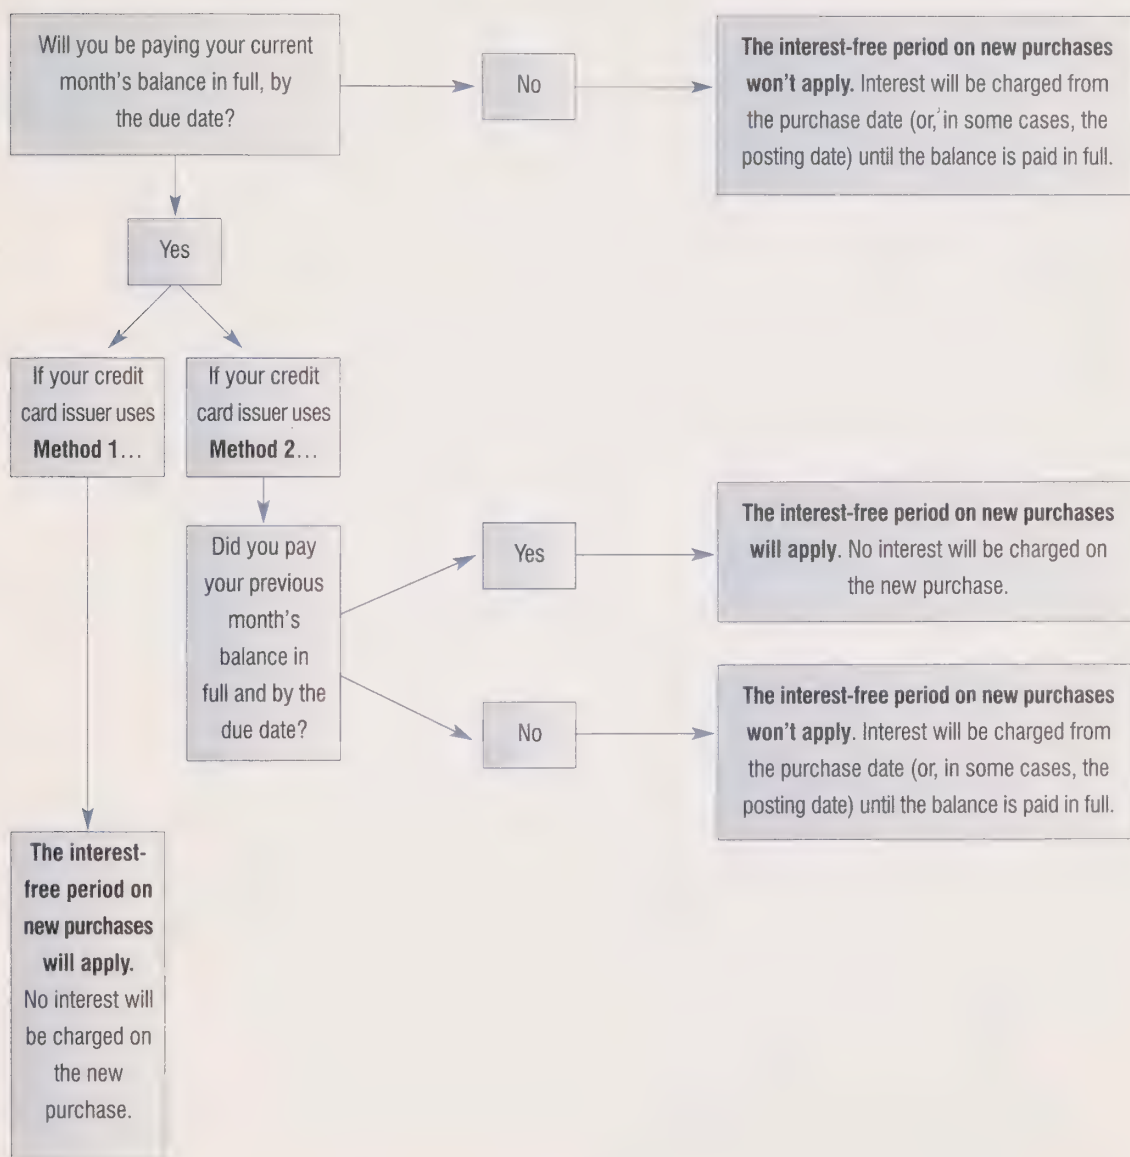 Will you be paying your current
month's balance in full, by
the due date?
No
The interest-free period on new purchases
won't apply. Interest will be charged from
the purchase date (or, in some cases, the
posting date) until the balance is paid in full.
Yes
If your credit
card issuer uses
Method 1...
If your credit
card issuer uses
Method 2...
Did you pay
your previous
month's
balance in
full and by the
due date?
Yes
The interest-free period on new purchases
will apply. No interest will be charged on
the new purchase.
No
The interest-free period on new purchases
won't apply. Interest will be charged from
the purchase date (or, in some cases, the
posting date) until the balance is paid in full.
The interest-
free period on
new purchases
will apply.
No interest will
be charged on
the new
purchase.